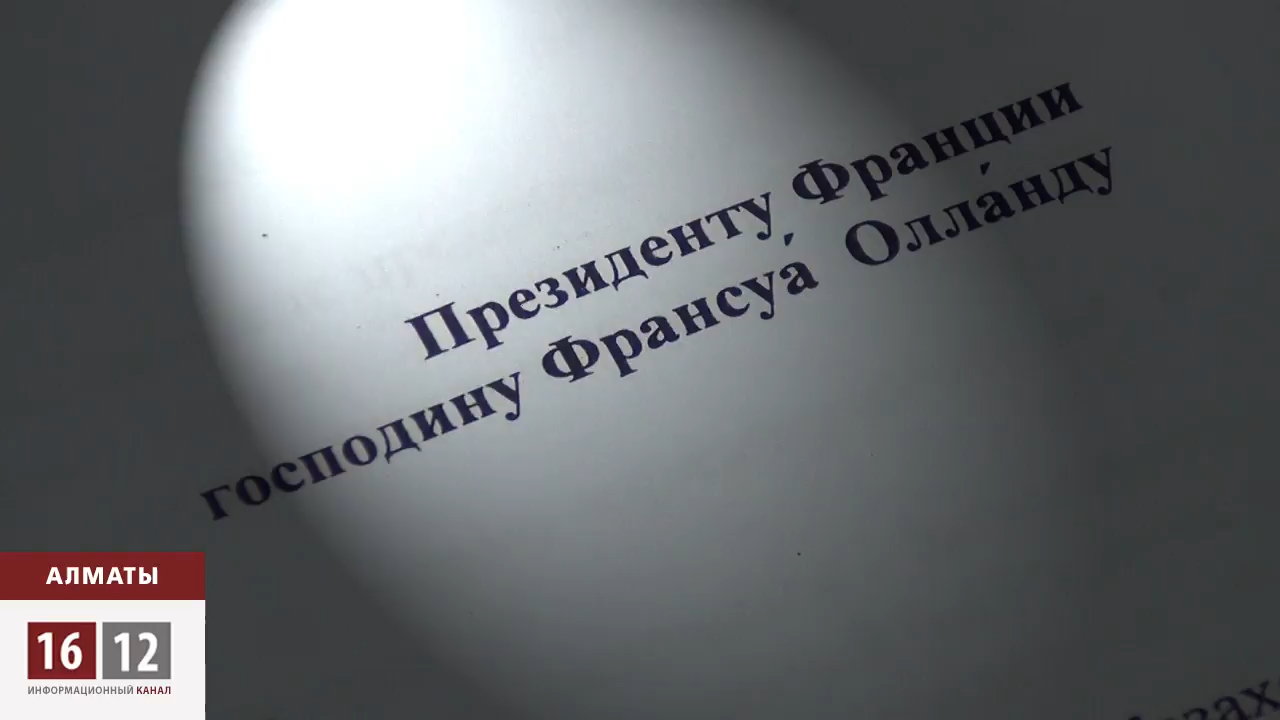 Президенту Франции
господину Франсуа́ Олла́нду
АЛМАТЫ
16 12
ИНФОРМАЦИОННЫЙ КАНАЛ